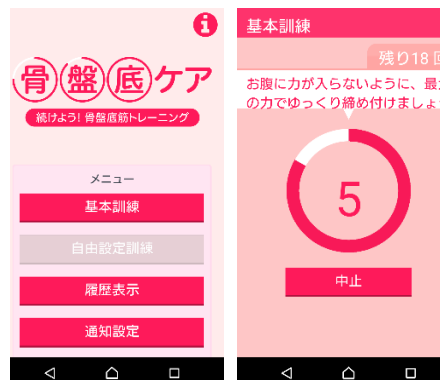 骨盤底ケア
続けよう! 骨盤底筋トレーニング
メニュー
基本訓練
自由設定訓練
履歴表示
通知設定
基本訓練
残り18回
お腹に力が入らないように、最
の力でゆっくり締め付けましょ
5
中止